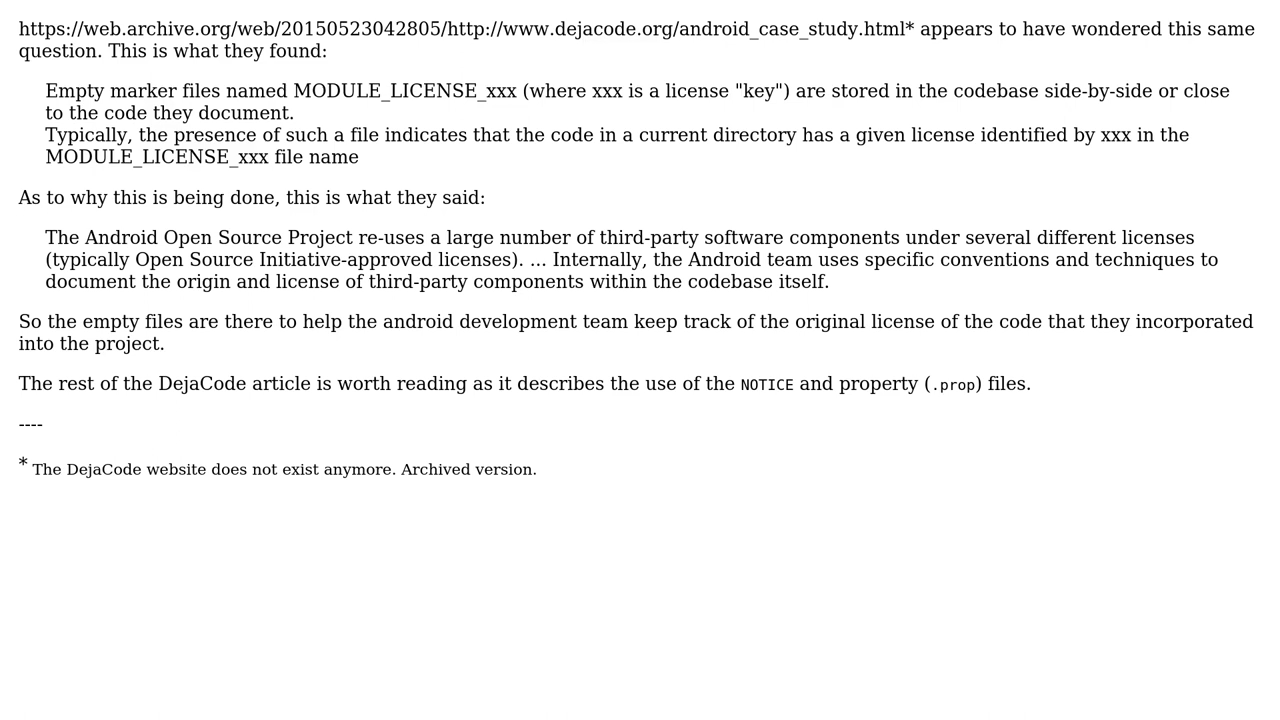 https://web.archive.org/web/20150523042805/http://www.dejacode.org/android_case_study.html* appears to have wondered this same
question. This is what they found:
Empty marker files named MODULE_LICENSE_xxx (where xxx is a license "key") are stored in the codebase side-by-side or close
to the code they document.
Typically, the presence of such a file indicates that the code in a current directory has a given license identified by xxx in the
MODULE_LICENSE_xxx file name
As to why this is being done, this is what they said:
The Android Open Source Project re-uses a large number of third-party software components under several different licenses
(typically Open Source Initiative-approved licenses). ... Internally, the Android team uses specific conventions and techniques to
document the origin and license of third-party components within the codebase itself.
So the empty files are there to help the android development team keep track of the original license of the code that they incorporated
into the project.
The rest of the DejaCode article is worth reading as it describes the use of the NOTICE and property (.prop) files.
----
* The DejaCode website does not exist anymore. Archived version.